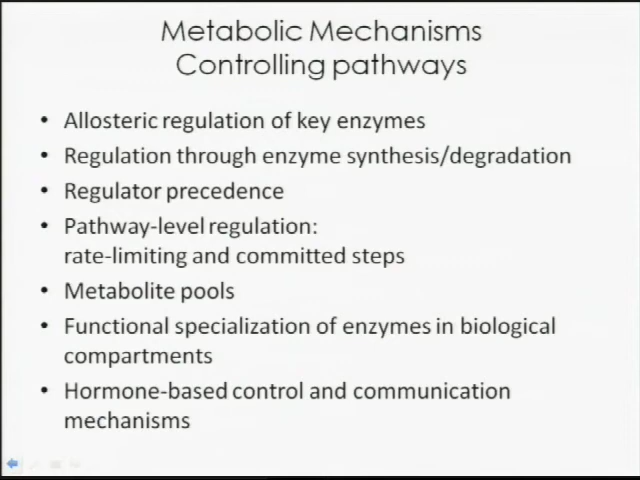 Metabolic Mechanisms
Controlling pathways
• Allosteric regulation of key enzymes
• Regulation through enzyme synthesis/degradation
• Regulator precedence
• Pathway-level regulation:
rate-limiting and committed steps
• Metabolite pools
• Functional specialization of enzymes in biological
compartments
• Hormone-based control and communication
mechanisms